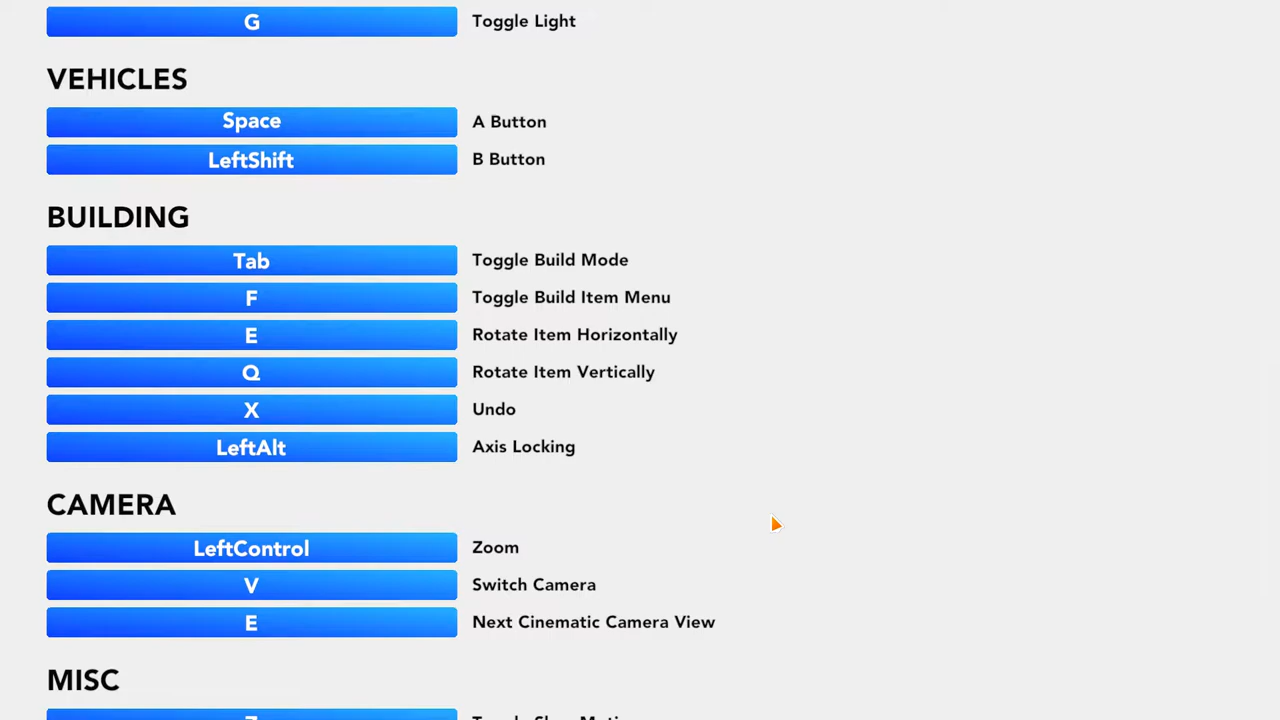 G Toggle Light
VEHICLES
Space A Button
LeftShift B Button
BUILDING
Tab Toggle Build Mode
F Toggle Build Item Menu
E Rotate Item Horizontally
Q Rotate Item Vertically
X Undo
LeftAlt Axis Locking
CAMERA
LeftControl Zoom
V Switch Camera
E Next Cinematic Camera View
MISC